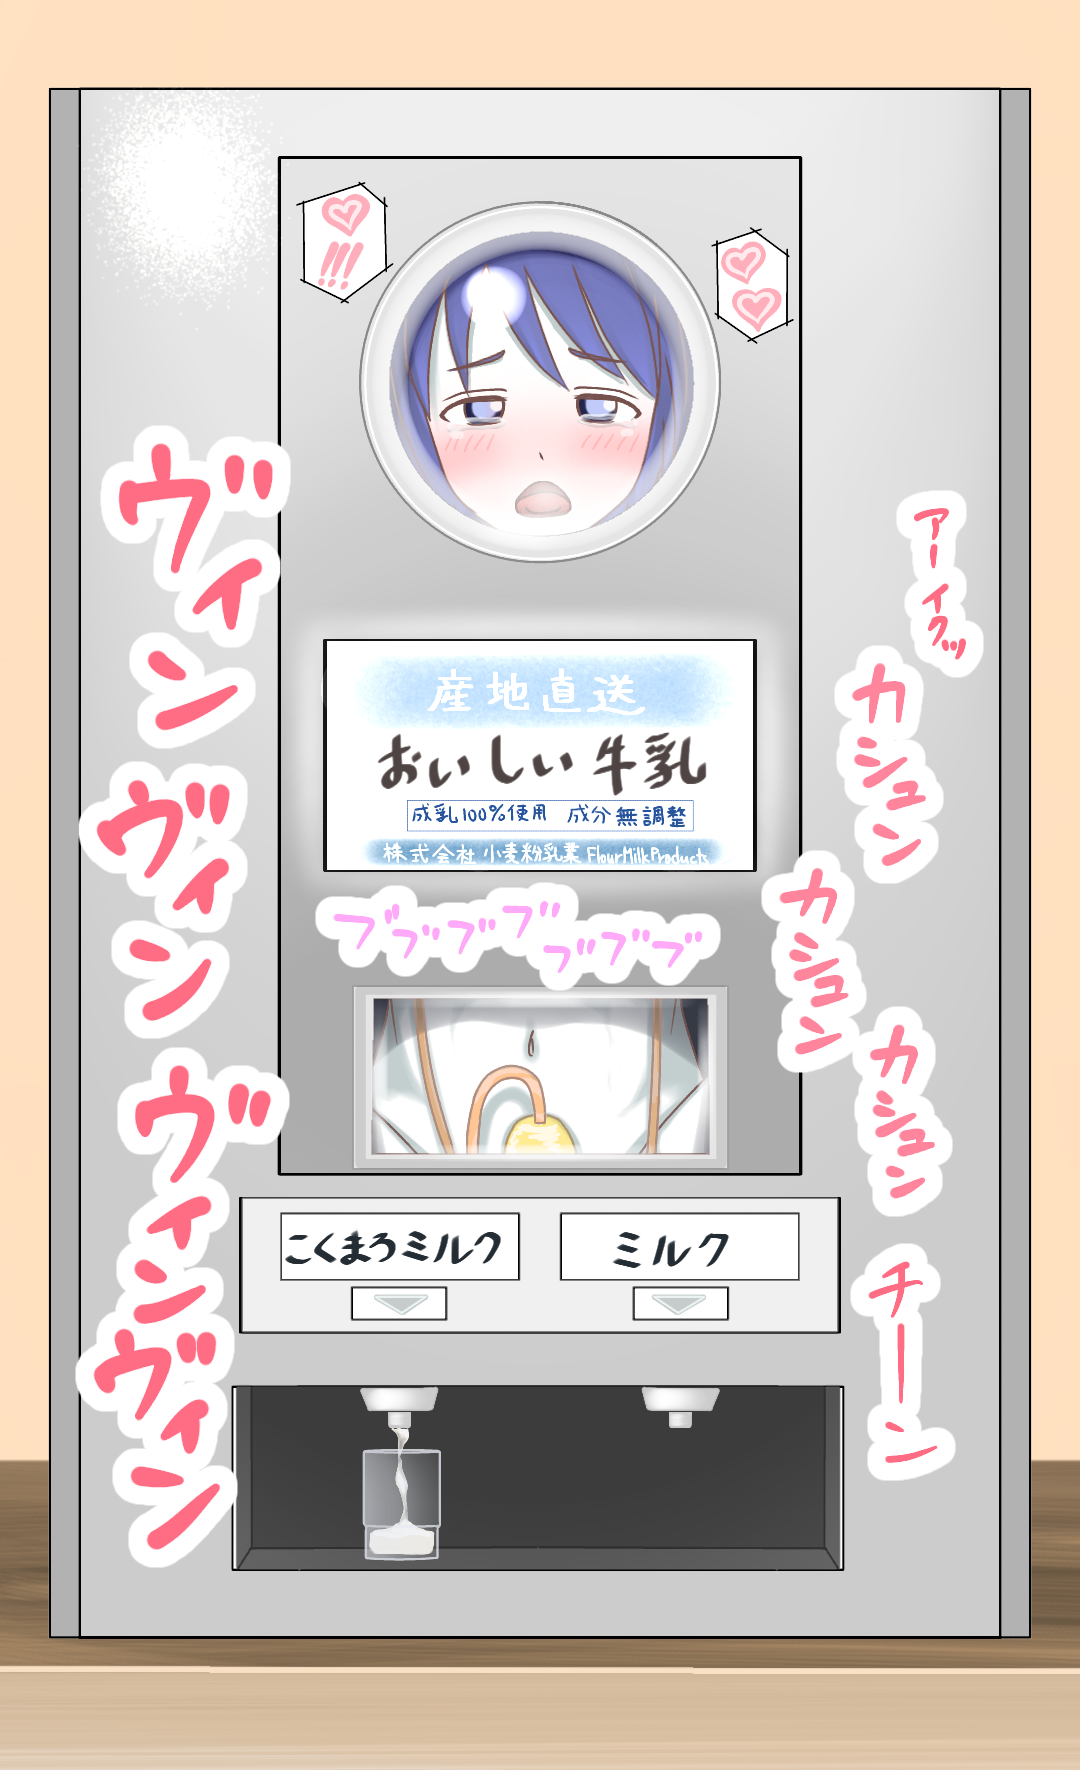 !!!
ヴィン
ヴィン
ヴィン
ヴィン
アーイクッ
カシュン
カシュン
カシュン
チーン
産地直送
おいしい牛乳
成乳100%使用 成分無調整
株式会社 小麦粉乳業 FlourMilkProducts
ブブブブブブブ
こくまろミルク
ミルク